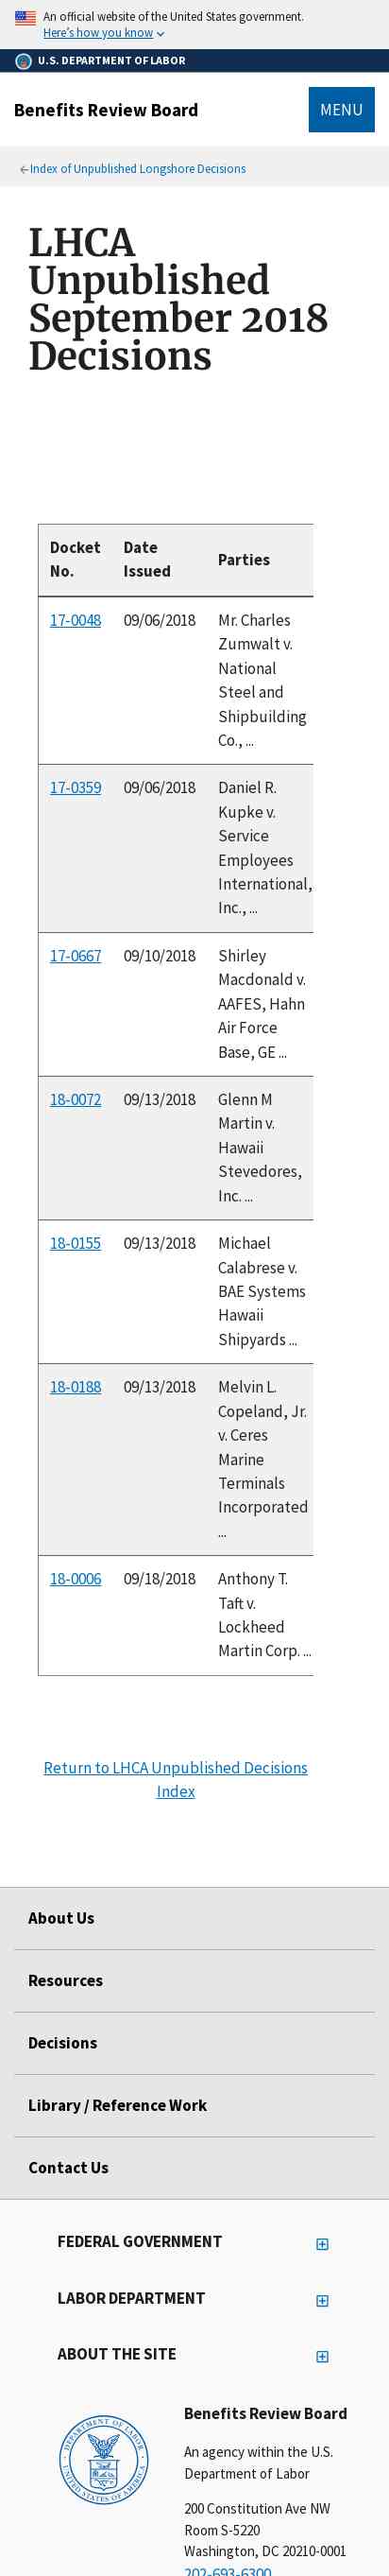 An official website of the United States government.
Here's how you know
U.S. DEPARTMENT OF LABOR
Benefits Review Board
MENU
Index of Unpublished Longshore Decisions
LHCA
Unpublished
September 2018
Decisions
Docket No. Date Issued Parties
17-0048 09/06/2018 Mr. Charles
Zumwalt v.
National
Steel and
Shipbuilding
Co., ...
17-0359 09/06/2018 Daniel R.
Kupke v.
Service
Employees
International,
Inc., ...
17-0667 09/10/2018 Shirley
Macdonald v.
AAFES, Hahn
Air Force
Base, GE ...
18-0072 09/13/2018 Glenn M
Martin v.
Hawaii
Stevedores,
Inc. ...
18-0155 09/13/2018 Michael
Calabrese v.
BAE Systems
Hawaii
Shipyards ...
18-0188 09/13/2018 Melvin L.
Copeland, Jr.
v. Ceres
Marine
Terminals
Incorporated
...
18-0006 09/18/2018 Anthony T.
Taft v.
Lockheed
Martin Corp. ...
Return to LHCA Unpublished Decisions
Index
About Us
Resources
Decisions
Library / Reference Work
Contact Us
FEDERAL GOVERNMENT
LABOR DEPARTMENT
ABOUT THE SITE
DEPARTMENT OF LABOR
UNITED STATES OF AMERICA
Benefits Review Board
An agency within the U.S.
Department of Labor
200 Constitution Ave NW
Room S-5220
Washington, DC 20210-0001
202-693-6300